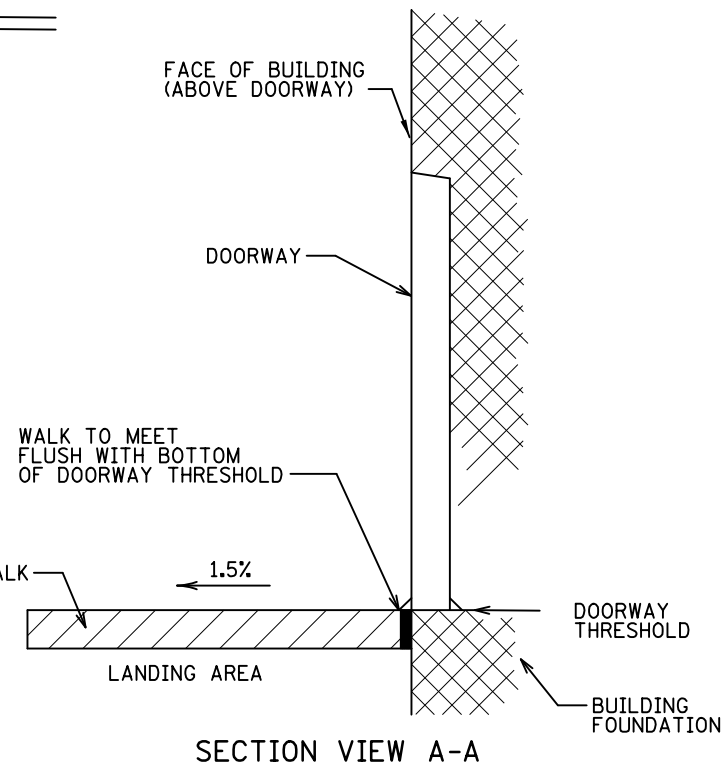 FACE OF BUILDING
(ABOVE DOORWAY)
DOORWAY
WALK TO MEET
FLUSH WITH BOTTOM
OF DOORWAY THRESHOLD
1.5%
DOORWAY
THRESHOLD
LANDING AREA
BUILDING
FOUNDATION
SECTION VIEW A-A